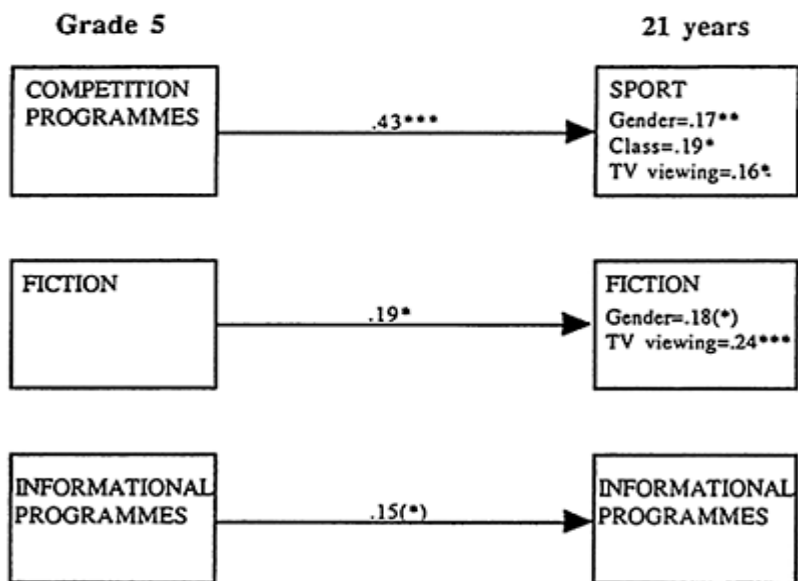 Grade 5
21 years
COMPETITION
PROGRAMMES
.43***
SPORT
Gender=.17**
Class=.19*
TV viewing=.16*
FICTION
.19*
FICTION
Gender=.18(*)
TV viewing=.24***
INFORMATIONAL
PROGRAMMES
.15(*)
INFORMATIONAL
PROGRAMMES